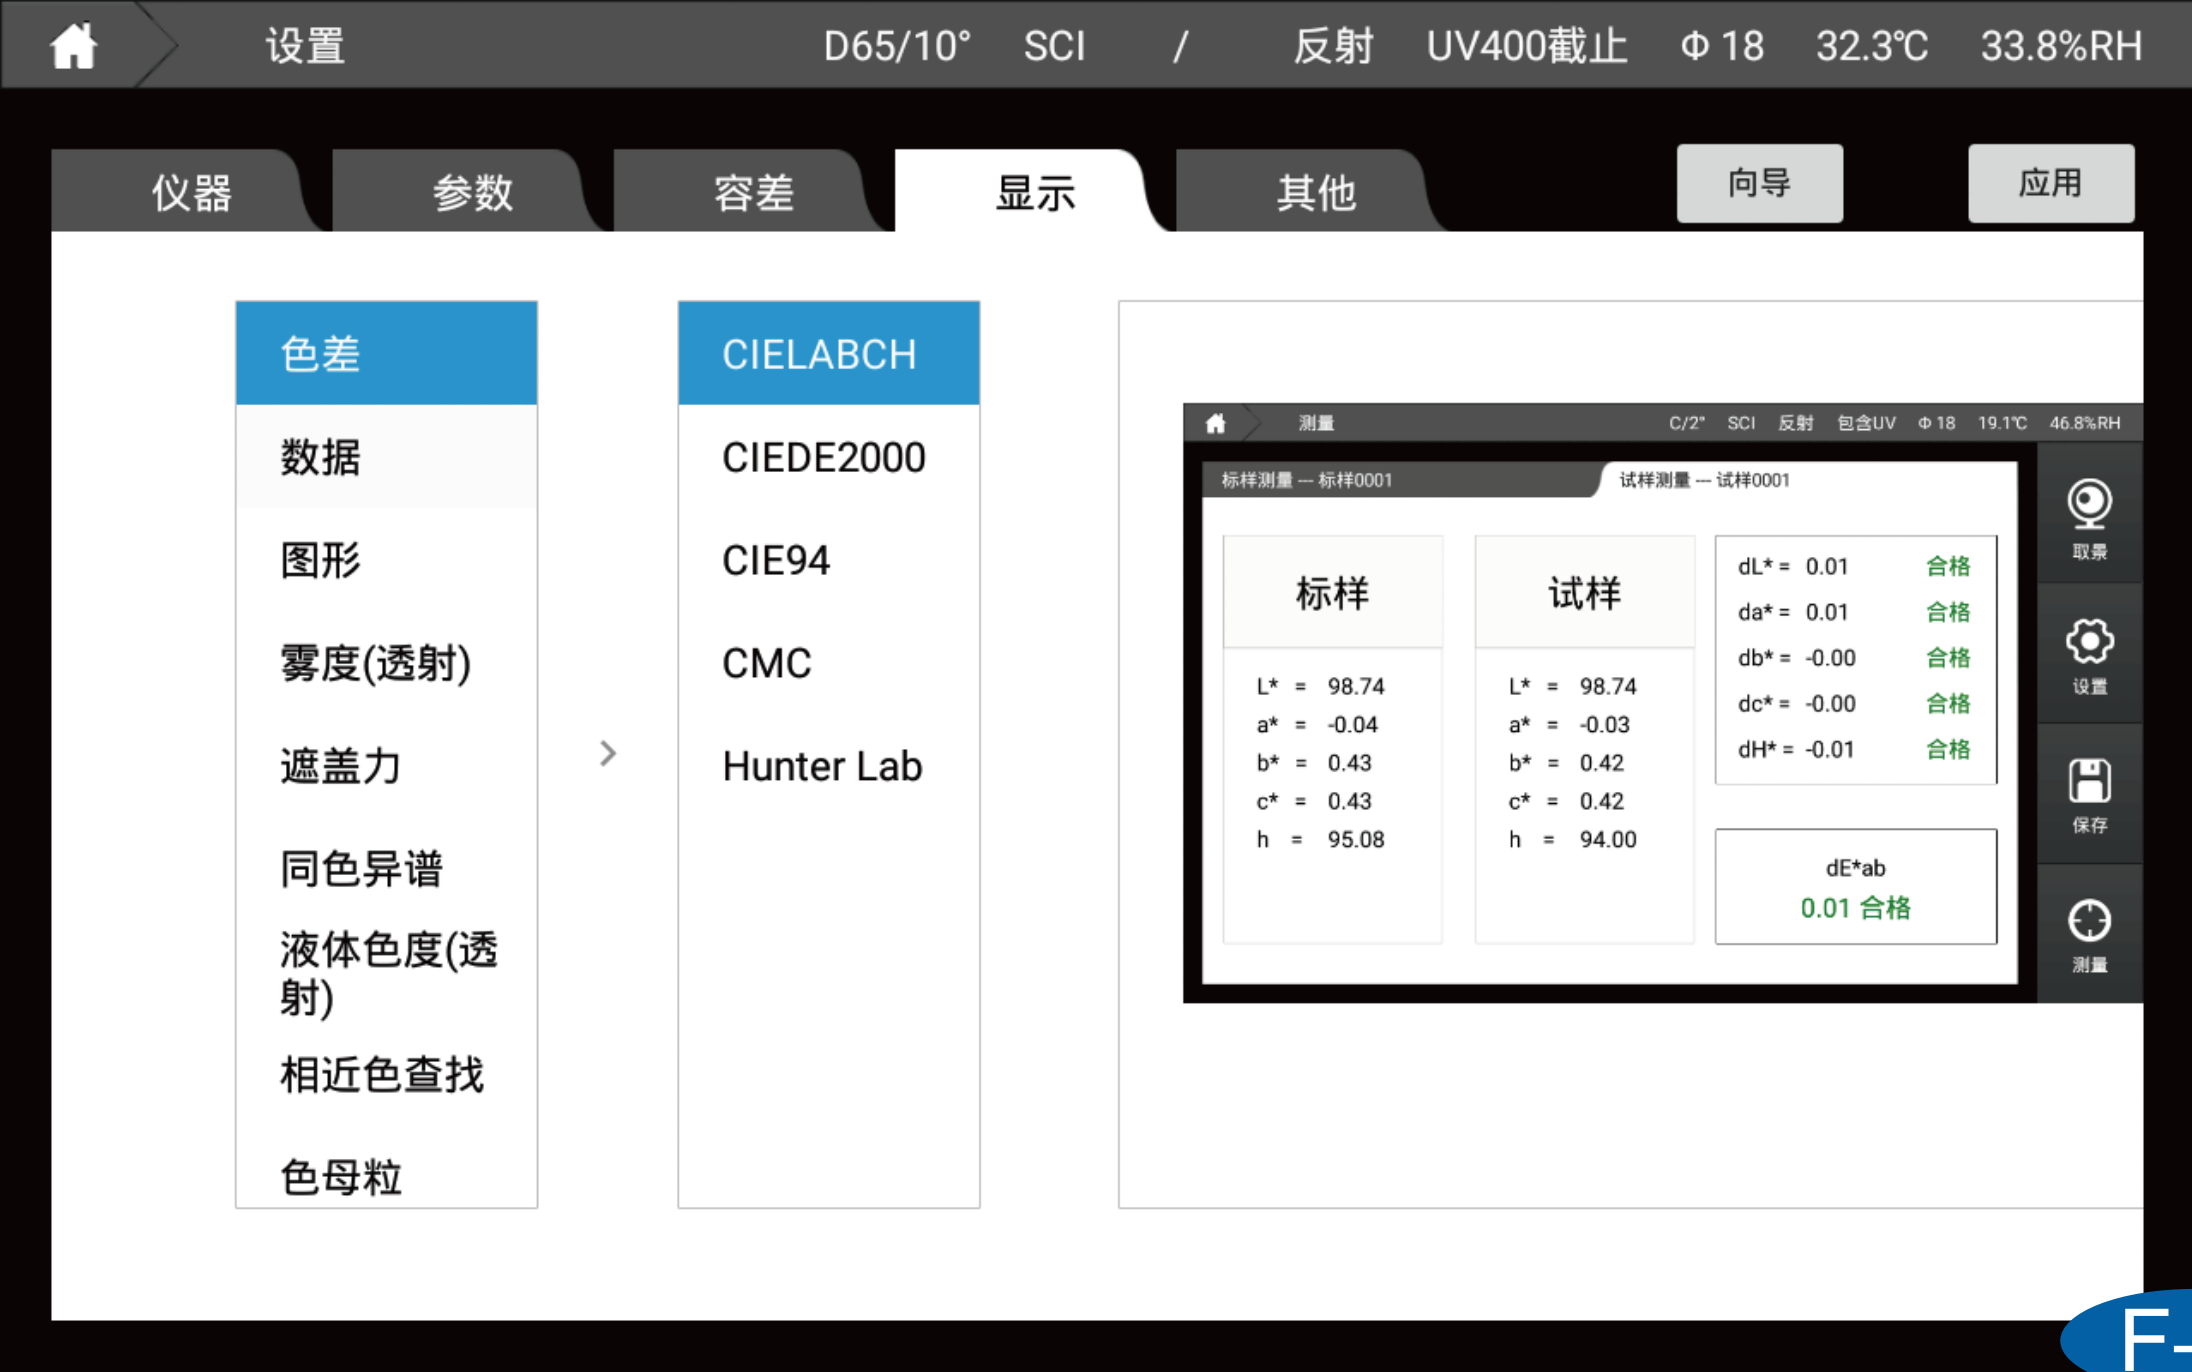 设置 D65/10° SCI / 反射 UV400截止 Φ 18 32.3℃ 33.8%RH
仪器 参数 容差 显示 其他 向导 应用
色差
数据
图形
雾度(透射)
遮盖力
同色异谱
液体色度(透
射)
相近色查找
色母粒
CIELABCH
CIEDE2000
CIE94
CMC
Hunter Lab
测量 C/2° SCI 反射 包含UV Φ 18 19.1℃ 46.8%RH
标样测量 --- 标样0001 试样测量 --- 试样0001
标样
L* = 98.74
a* = -0.04
b* = 0.43
c* = 0.43
h = 95.08
试样
L* = 98.74
a* = -0.03
b* = 0.42
c* = 0.42
h = 94.00
dL* = 0.01 合格
da* = 0.01 合格
db* = -0.00 合格
dc* = -0.00 合格
dH* = -0.01 合格
dE*ab
0.01 合格
取景
设置
保存
测量
F-